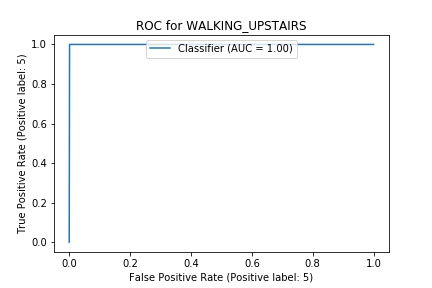 ROC for WALKING_UPSTAIRS
1.0
0.8
0.6
0.4
0.2
0.0
True Positive Rate (Positive label: 5)
Classifier (AUC = 1.00)
0.0 0.2 0.4 0.6 0.8 1.0
False Positive Rate (Positive label: 5)